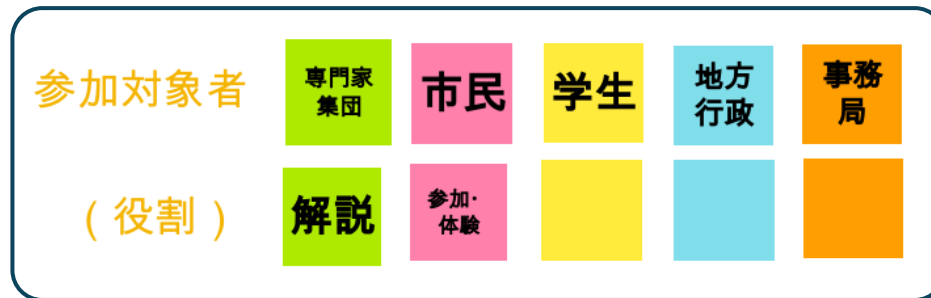 参加対象者
専門家
集団
市民
学生
地方
行政
事務
局
(役割)
解説
参加・
体験